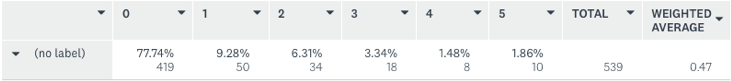 0 1 2 3 4 5 TOTAL WEIGHTED
AVERAGE
(no label) 77.74% 9.28% 6.31% 3.34% 1.48% 1.86%
419 50 34 18 8 10 539 0.47